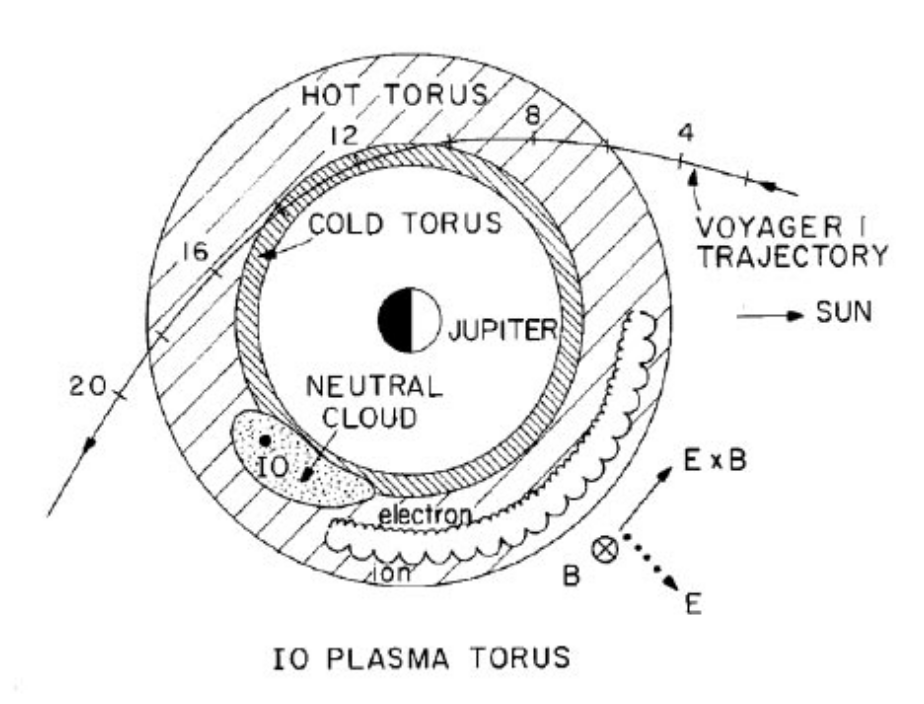 HOT TORUS
8
12
4
COLD TORUS
VOYAGER 1
TRAJECTORY
16
SUN
JUPITER
20
NEUTRAL
CLOUD
IO
E x B
electron
B
ion
E
IO PLASMA TORUS